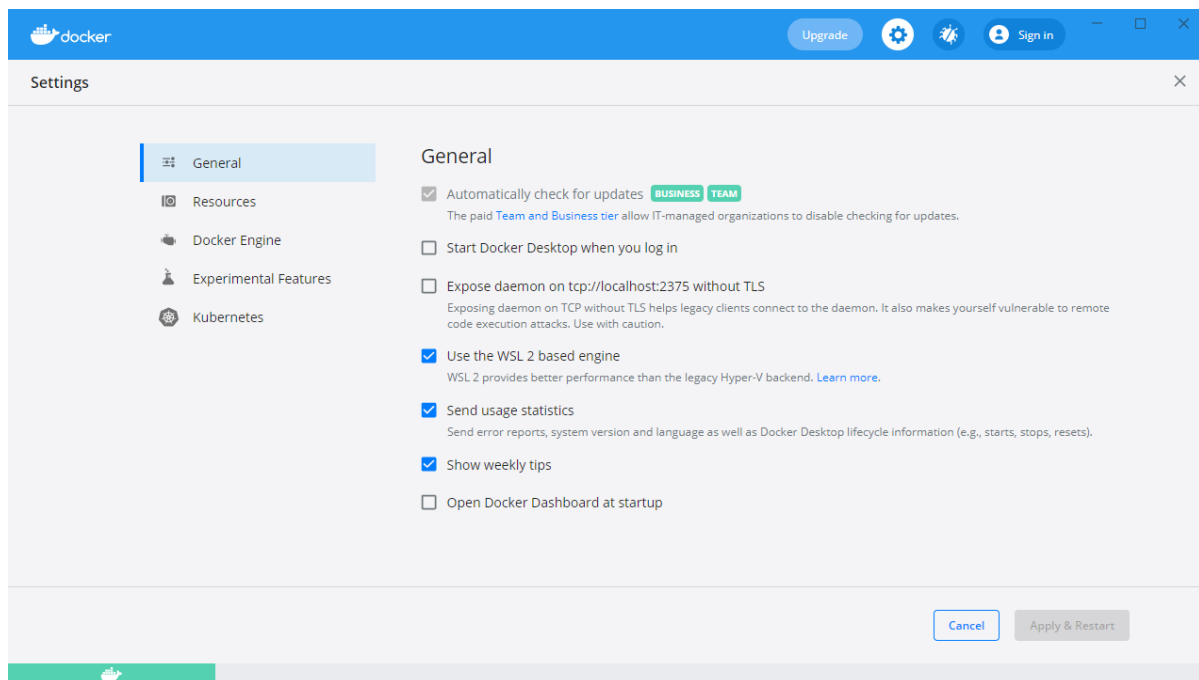 docker
Upgrade
Sign in
Settings
General
Resources
Docker Engine
Experimental Features
Kubernetes
General
Automatically check for updates BUSINESS TEAM
The paid Team and Business tier allow IT-managed organizations to disable checking for updates.
Start Docker Desktop when you log in
Expose daemon on tcp://localhost:2375 without TLS
Exposing daemon on TCP without TLS helps legacy clients connect to the daemon. It also makes yourself vulnerable to remote
code execution attacks. Use with caution.
Use the WSL 2 based engine
WSL 2 provides better performance than the legacy Hyper-V backend. Learn more.
Send usage statistics
Send error reports, system version and language as well as Docker Desktop lifecycle information (e.g., starts, stops, resets).
Show weekly tips
Open Docker Dashboard at startup
Cancel
Apply & Restart